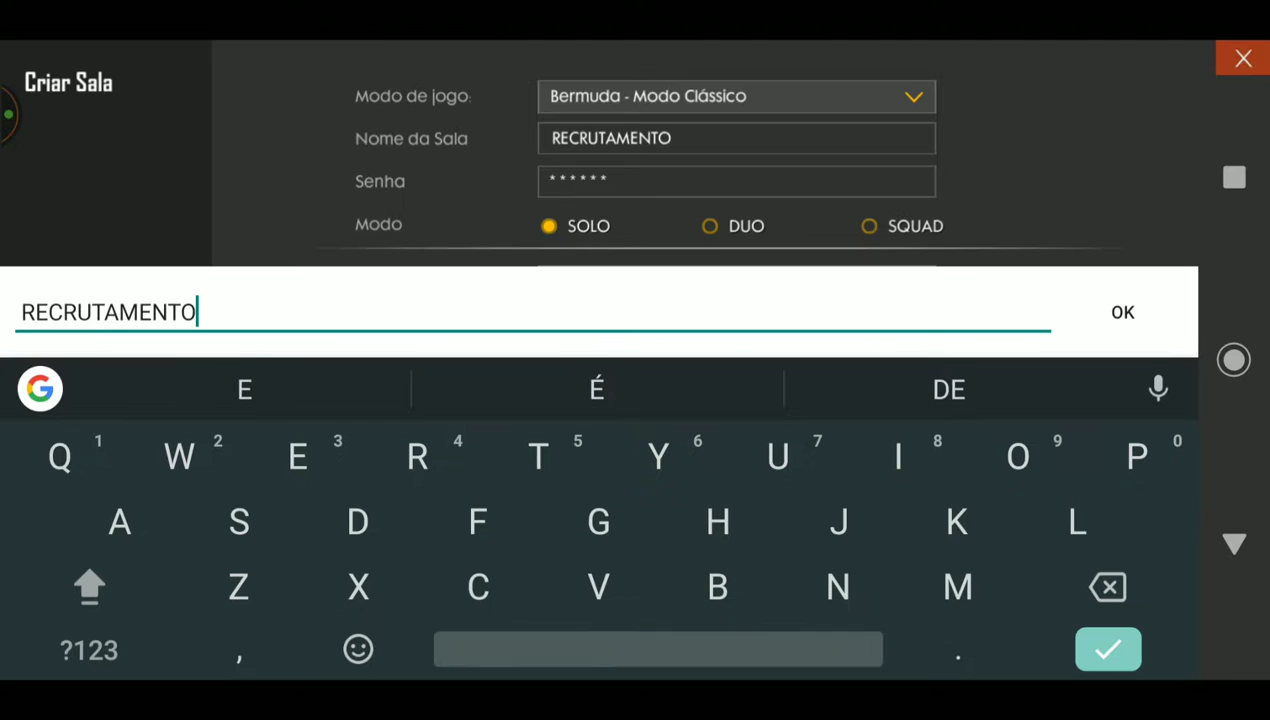 Criar Sala
Modo de jogo: Bermuda - Modo Clássico
Nome da Sala RECRUTAMENTO
Senha ******
Modo SOLO DUO SQUAD
RECRUTAMENTO OK
E É DE
Q 1 W 2 E 3 R 4 T 5 Y 6 U 7 I 8 O 9 P 0
A S D F G H J K L
Z X C V B N M
?123 , .